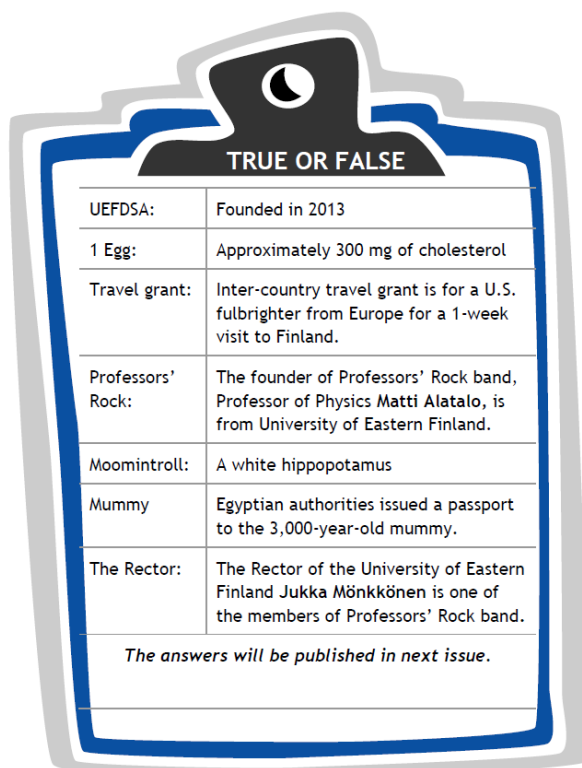 TRUE OR FALSE
UEFDSA: Founded in 2013
1 Egg: Approximately 300 mg of cholesterol
Travel grant: Inter-country travel grant is for a U.S.
fulbrighter from Europe for a 1-week
visit to Finland.
Professors' The founder of Professors' Rock band,
Rock: Professor of Physics Matti Alatalo, is
from University of Eastern Finland.
Moomintroll: A white hippopotamus
Mummy Egyptian authorities issued a passport
to the 3,000-year-old mummy.
The Rector: The Rector of the University of Eastern
Finland Jukka Mönkkönen is one of
the members of Professors' Rock band.
The answers will be published in next issue.